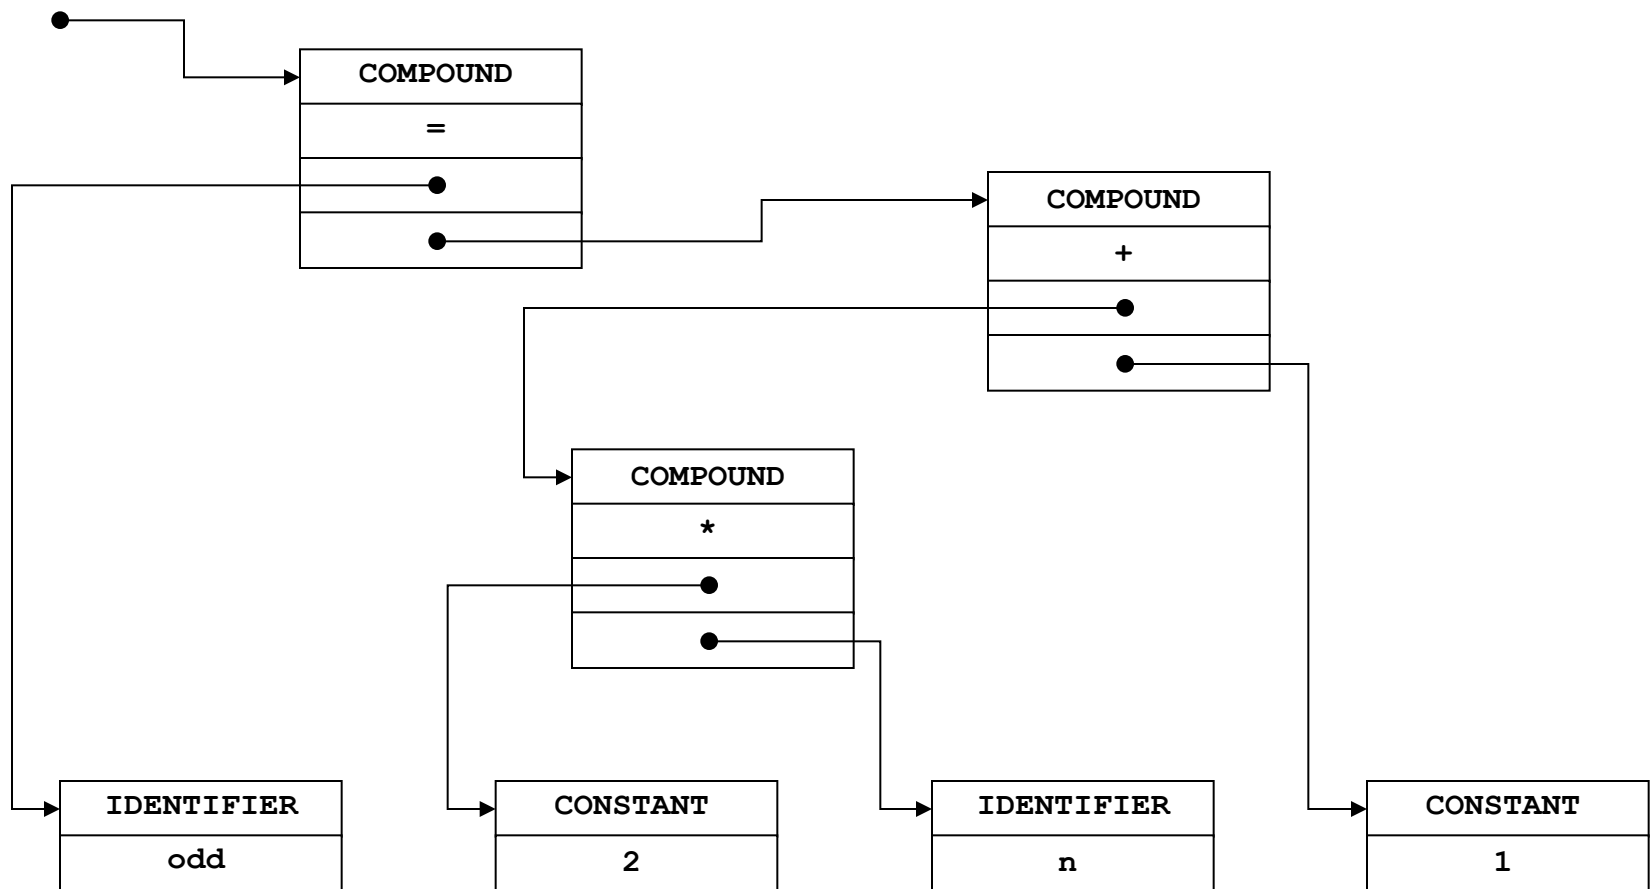 COMPOUND
=
COMPOUND
+
COMPOUND
*
IDENTIFIER
odd
CONSTANT
2
IDENTIFIER
n
CONSTANT
1